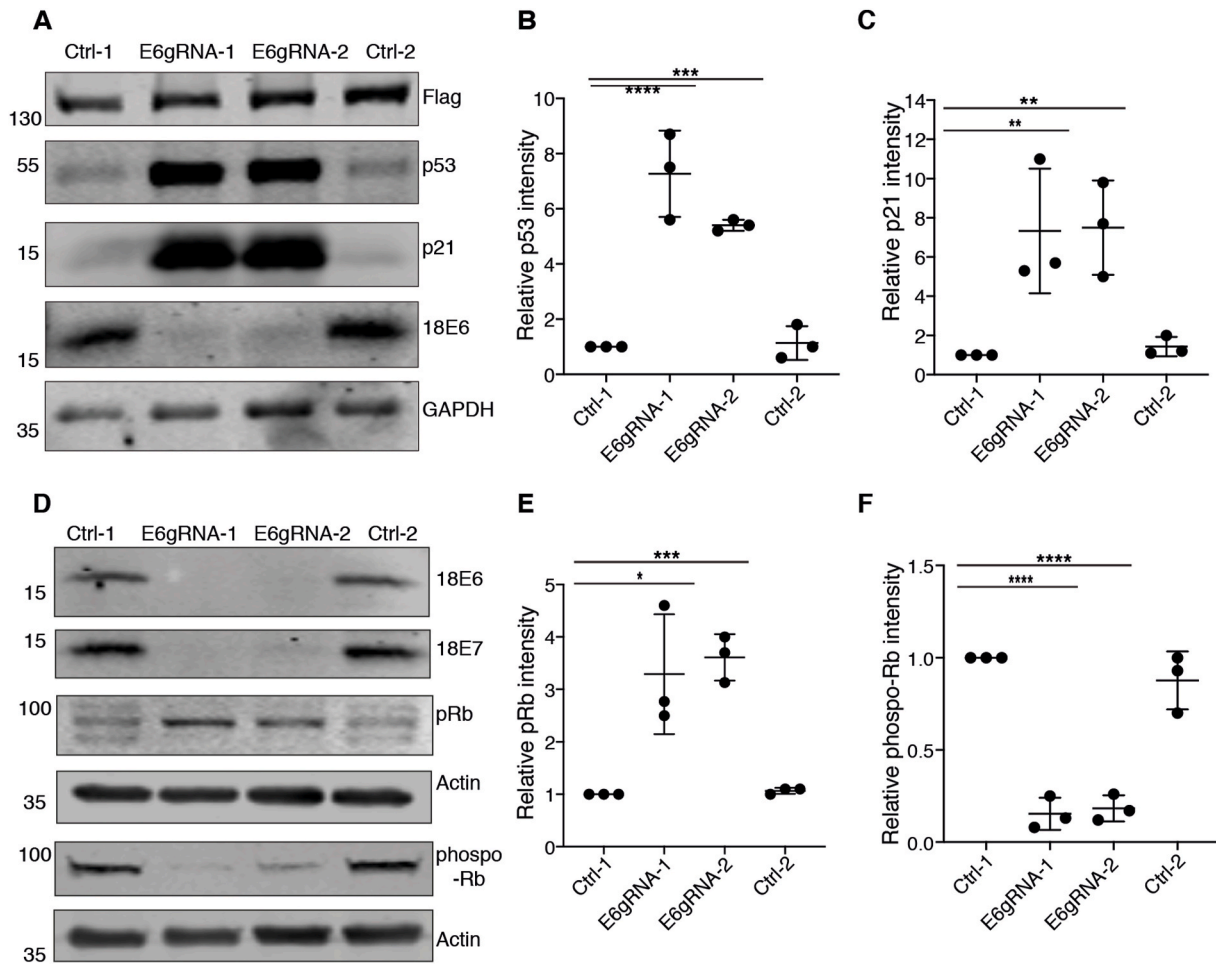 A
Ctrl-1 E6gRNA-1 E6gRNA-2 Ctrl-2
130
Flag
55
p53
15
p21
15
18E6
35
GAPDH
B
***
****
Relative p53 intensity
10
8
6
4
2
0
Ctrl-1
E6gRNA-1
E6gRNA-2
Ctrl-2
C
**
**
Relative p21 intensity
14
12
10
8
6
4
2
0
Ctrl-1
E6gRNA-1
E6gRNA-2
Ctrl-2
D
Ctrl-1 E6gRNA-1 E6gRNA-2 Ctrl-2
15
18E6
15
18E7
100
pRb
35
Actin
100
phospo
-Rb
35
Actin
E
***
*
Relative pRb intensity
5
4
3
2
1
0
Ctrl-1
E6gRNA-1
E6gRNA-2
Ctrl-2
F
****
****
Relative phospo-Rb intensity
1.5
1.0
0.5
0.0
Ctrl-1
E6gRNA-1
E6gRNA-2
Ctrl-2